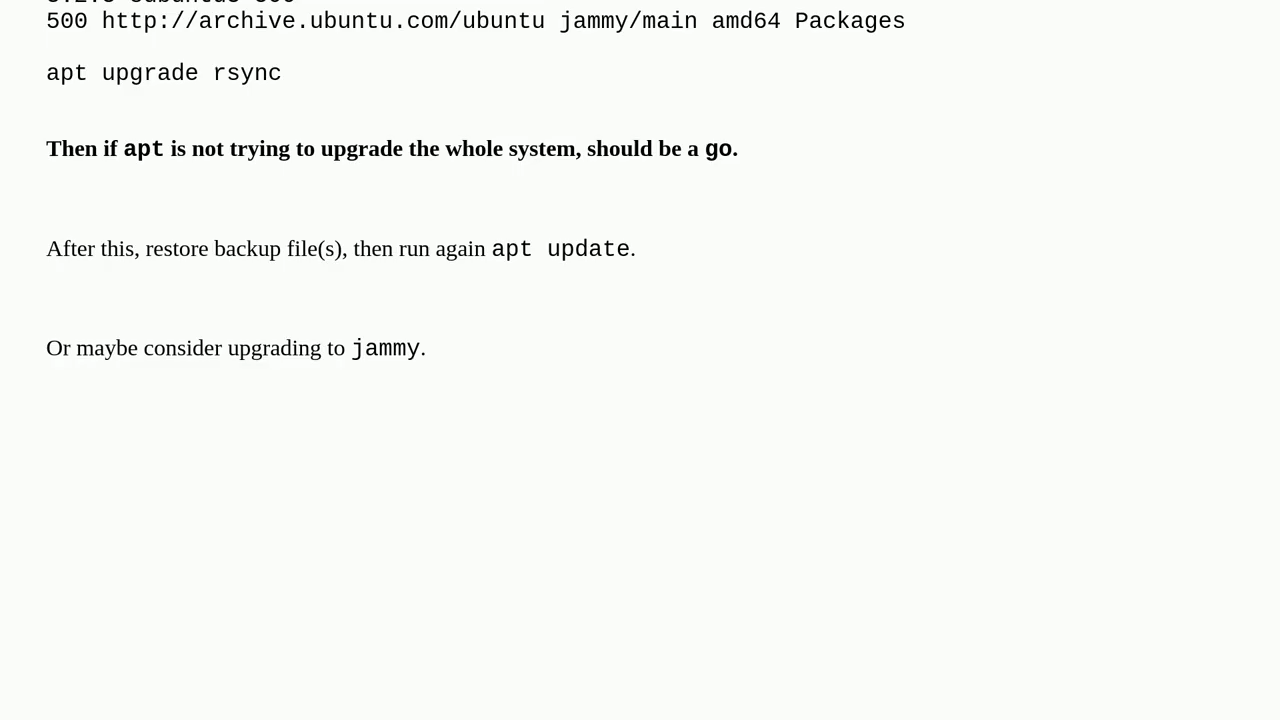 500 http://archive.ubuntu.com/ubuntu jammy/main amd64 Packages
apt upgrade rsync
Then if apt is not trying to upgrade the whole system, should be a go.
After this, restore backup file(s), then run again apt update.
Or maybe consider upgrading to jammy.